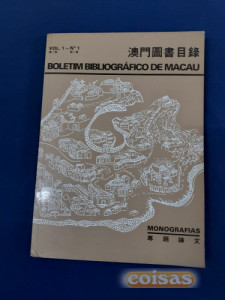 VOL. 1 - Nº 1
澳門圖書目錄
BOLETIM BIBLIOGRÁFICO DE MACAU
MONOGRAFIAS
專題論文
coisas